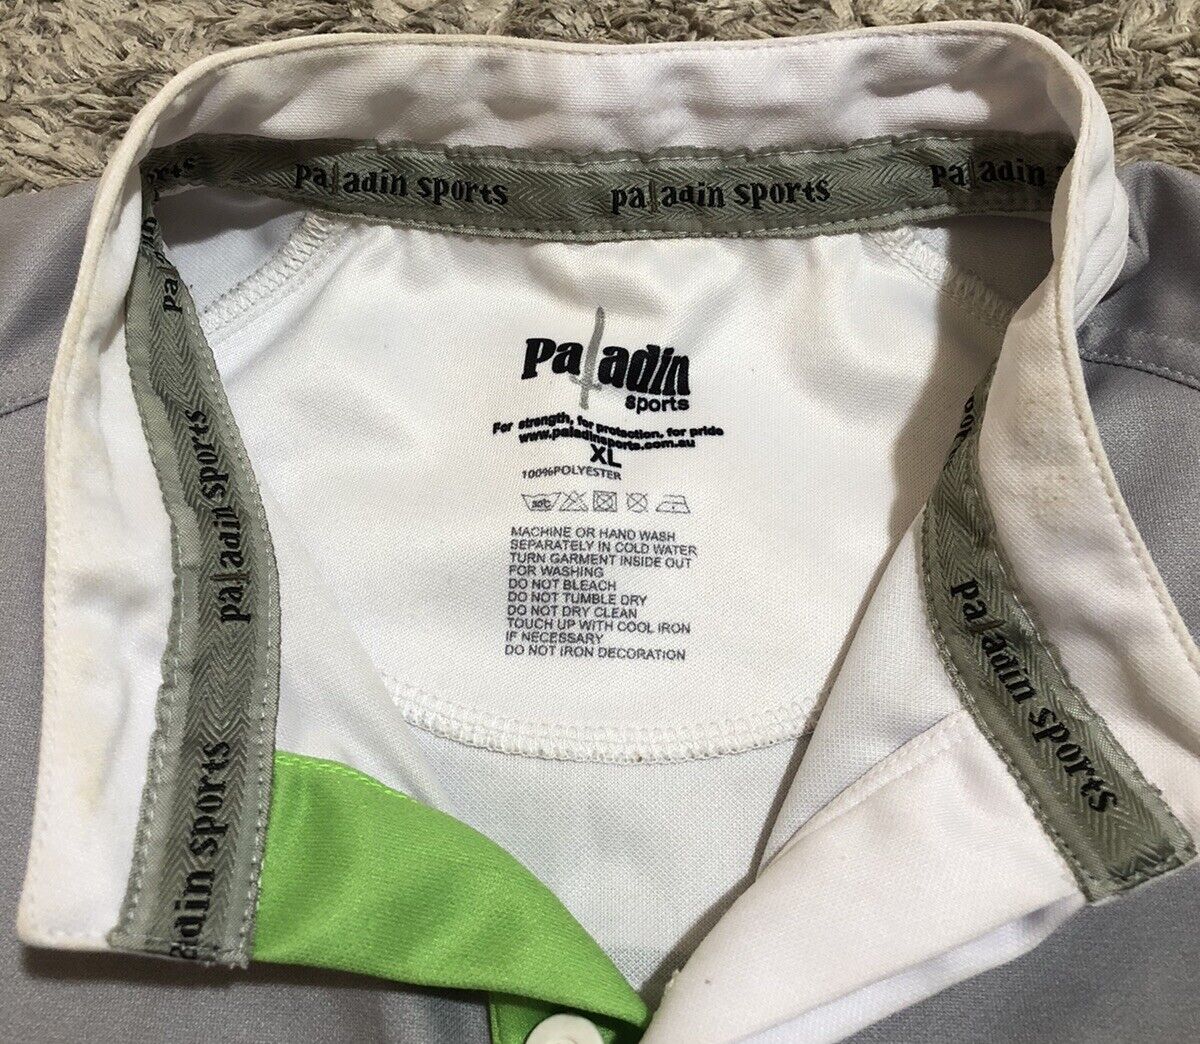 paladin sports
paladin sports
paladin
paladin sports
adin sports
paladin sports
Paladin
sports
For strength, for protection, for pride
www.paladinsports.com.au
XL
100%POLYESTER
MACHINE OR HAND WASH
SEPARATELY IN COLD WATER
TURN GARMENT INSIDE OUT
FOR WASHING
DO NOT BLEACH
DO NOT TUMBLE DRY
DO NOT DRY CLEAN
TOUCH UP WITH COOL IRON
IF NECESSARY
DO NOT IRON DECORATION